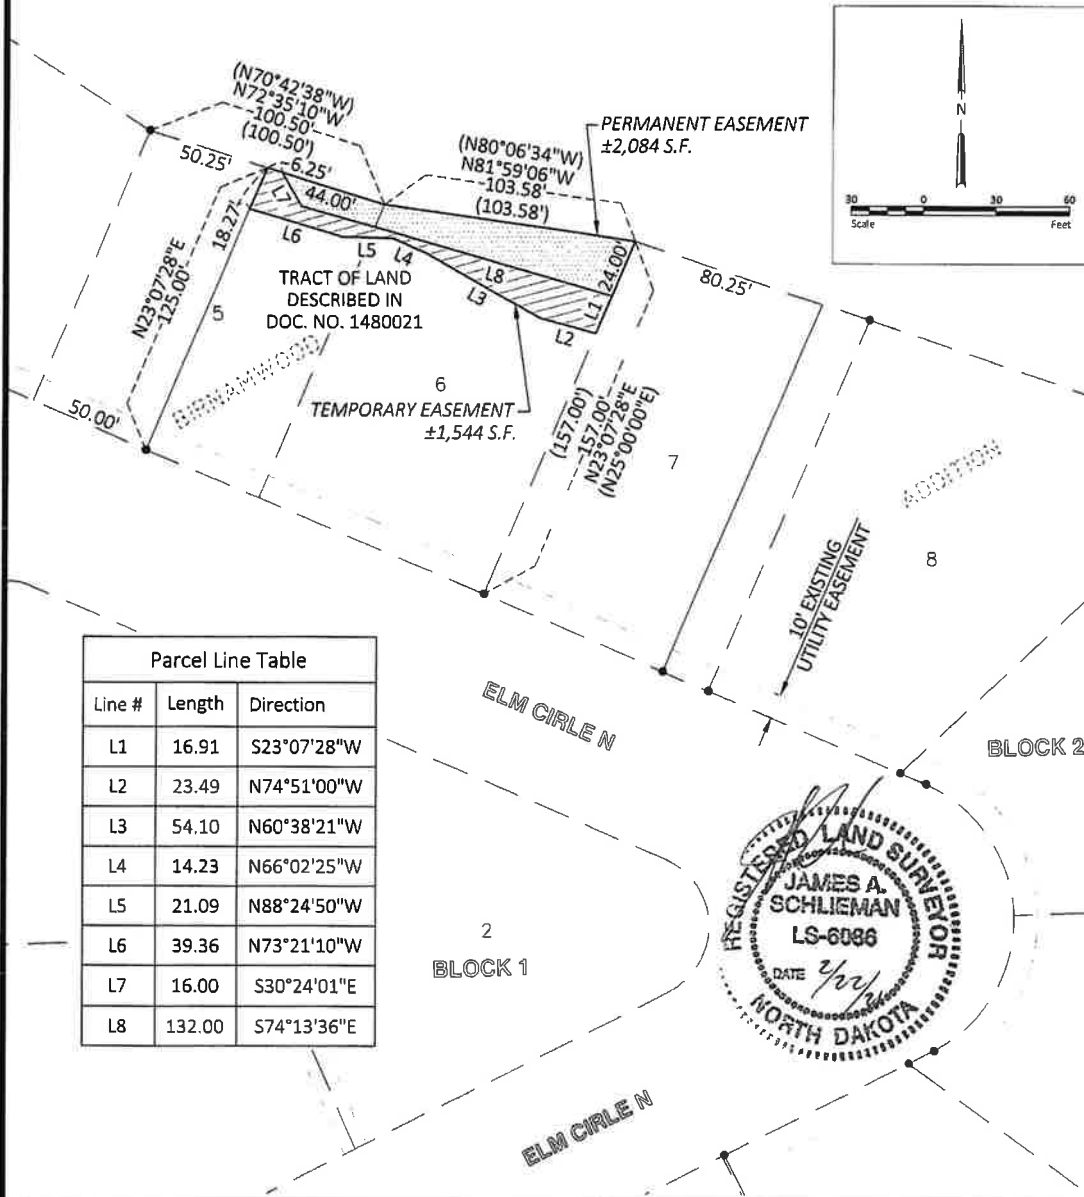 (N70°42'38"W)
N72°35'10"W
100.50'
(100.50')
50.25'
6.25'
44.00'
L7
18.27'
L6
L5
L4
L8
L3
L2
L1
24.00'
(N80°06'34"W)
N81°59'06"W
103.58'
(103.58')
PERMANENT EASEMENT
±2,084 S.F.
N
30
0
30
60
Scale
Feet
80.25'
N23°07'28"E
125.00'
TRACT OF LAND
DESCRIBED IN
DOC. NO. 1480021
5
BIRNAMWOOD
50.00'
6
TEMPORARY EASEMENT
±1,544 S.F.
(157.00')
157.00'
N23°07'28"E
(N25°00'00"E)
7
ADDITION
8
10' EXISTING
UTILITY EASEMENT
Parcel Line Table
Line # Length Direction
L1 16.91 S23°07'28"W
L2 23.49 N74°51'00"W
L3 54.10 N60°38'21"W
L4 14.23 N66°02'25"W
L5 21.09 N88°24'50"W
L6 39.36 N73°21'10"W
L7 16.00 S30°24'01"E
L8 132.00 S74°13'36"E
ELM CIRLE N
BLOCK 2
2
BLOCK 1
REGISTERED LAND SURVEYOR
JAMES A.
SCHLIEMAN
LS-6086
DATE
NORTH DAKOTA
ELM CIRLE N